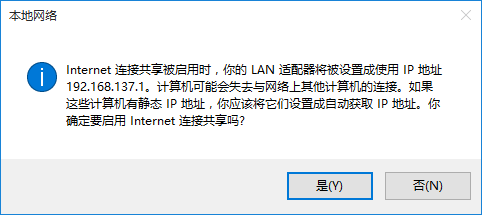 本地网络
Internet 连接共享被启用时，你的 LAN 适配器将被设置成使用 IP 地址
192.168.137.1。计算机可能会失去与网络上其他计算机的连接。如果
这些计算机有静态 IP 地址，你应该将它们设置成自动获取 IP 地址。你
确定要启用 Internet 连接共享吗?
是(Y)
否(N)